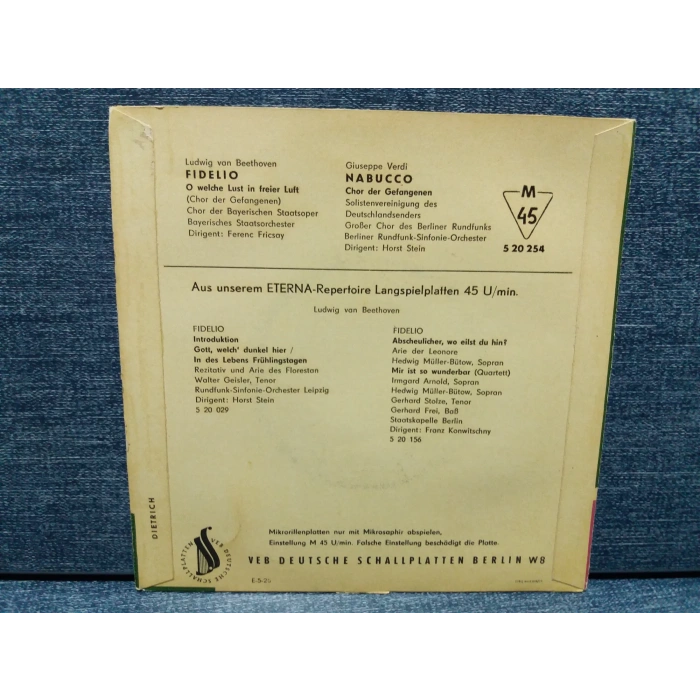 Ludwig van Beethoven
FIDELIO
O welche Lust in freier Luft
(Chor der Gefangenen)
Chor der Bayerischen Staatsoper
Bayerisches Staatsorchester
Dirigent: Ferenc Fricsay
Giuseppe Verdi
NABUCCO
Chor der Gefangenen
Solistenvereinigung des
Deutschlandsenders
Großer Chor des Berliner Rundfunks
Berliner Rundfunk-Sinfonie-Orchester
Dirigent: Horst Stein
M
45
5 20 254
Aus unserem ETERNA-Repertoire Langspielplatten 45 U/min.
Ludwig van Beethoven
FIDELIO
Introduktion
Gott, welch' dunkel hier /
In des Lebens Frühlingstagen
Rezitativ und Arie des Florestan
Walter Geisler, Tenor
Rundfunk-Sinfonie-Orchester Leipzig
Dirigent: Horst Stein
5 20 029
FIDELIO
Abscheulicher, wo eilst du hin?
Arie der Leonore
Hedwig Müller-Bütow, Sopran
Mir ist so wunderbar (Quartett)
Irmgard Arnold, Sopran
Hedwig Müller-Bütow, Sopran
Gerhard Stolze, Tenor
Gerhard Frei, Baß
Staatskapelle Berlin
Dirigent: Franz Konwitschny
5 20 156
DIETRICH
VEB DEUTSCHE SCHALLPLATTEN
Mikrorillenplatten nur mit Mikrosaphir abspielen,
Einstellung M 45 U/min. Falsche Einstellung beschädigt die Platte.
VEB DEUTSCHE SCHALLPLATTEN BERLIN W8
E-5-25